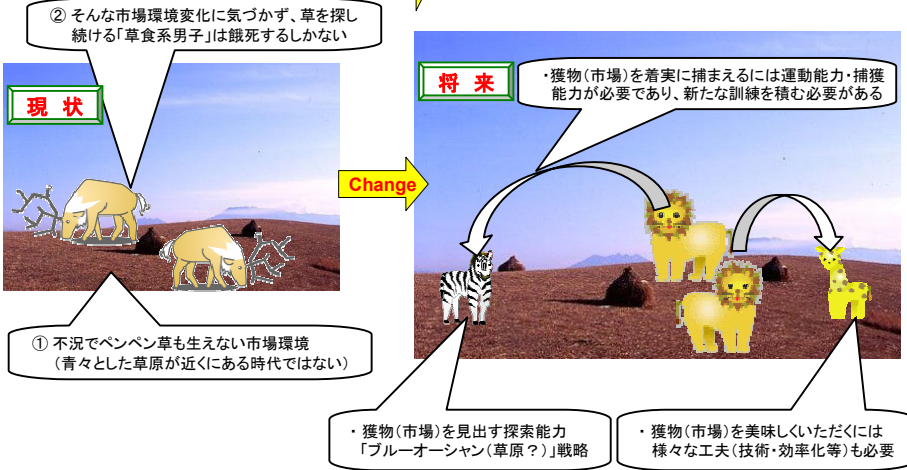 ② そんな市場環境変化に気づかず、草を探し
続ける「草食系男子」は餓死するしかない
現 状
① 不況でペンペン草も生えない市場環境
（青々とした草原が近くにある時代ではない）
Change
将 来
・獲物（市場）を着実に捕まえるには運動能力・捕獲
能力が必要であり、新たな訓練を積む必要がある
・ 獲物（市場）を見出す探索能力
「ブルーオーシャン（草原？）」戦略
・ 獲物（市場）を美味しくいただくには
様々な工夫（技術・効率化等）も必要